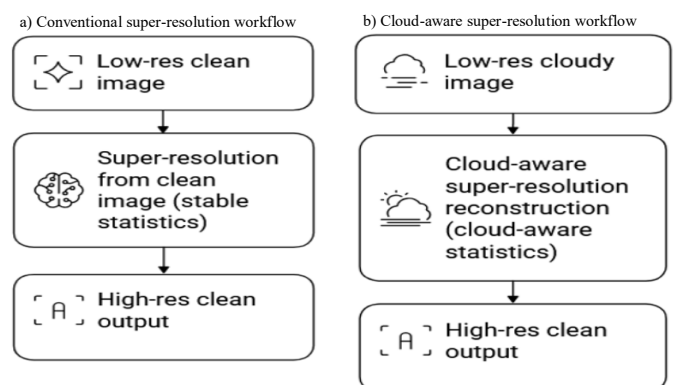 a) Conventional super-resolution workflow
Low-res clean
image
Super-resolution
from clean
image (stable
statistics)
A
High-res clean
output
b) Cloud-aware super-resolution workflow
Low-res cloudy
image
Cloud-aware
super-resolution
reconstruction
(cloud-aware
statistics)
A
High-res clean
output